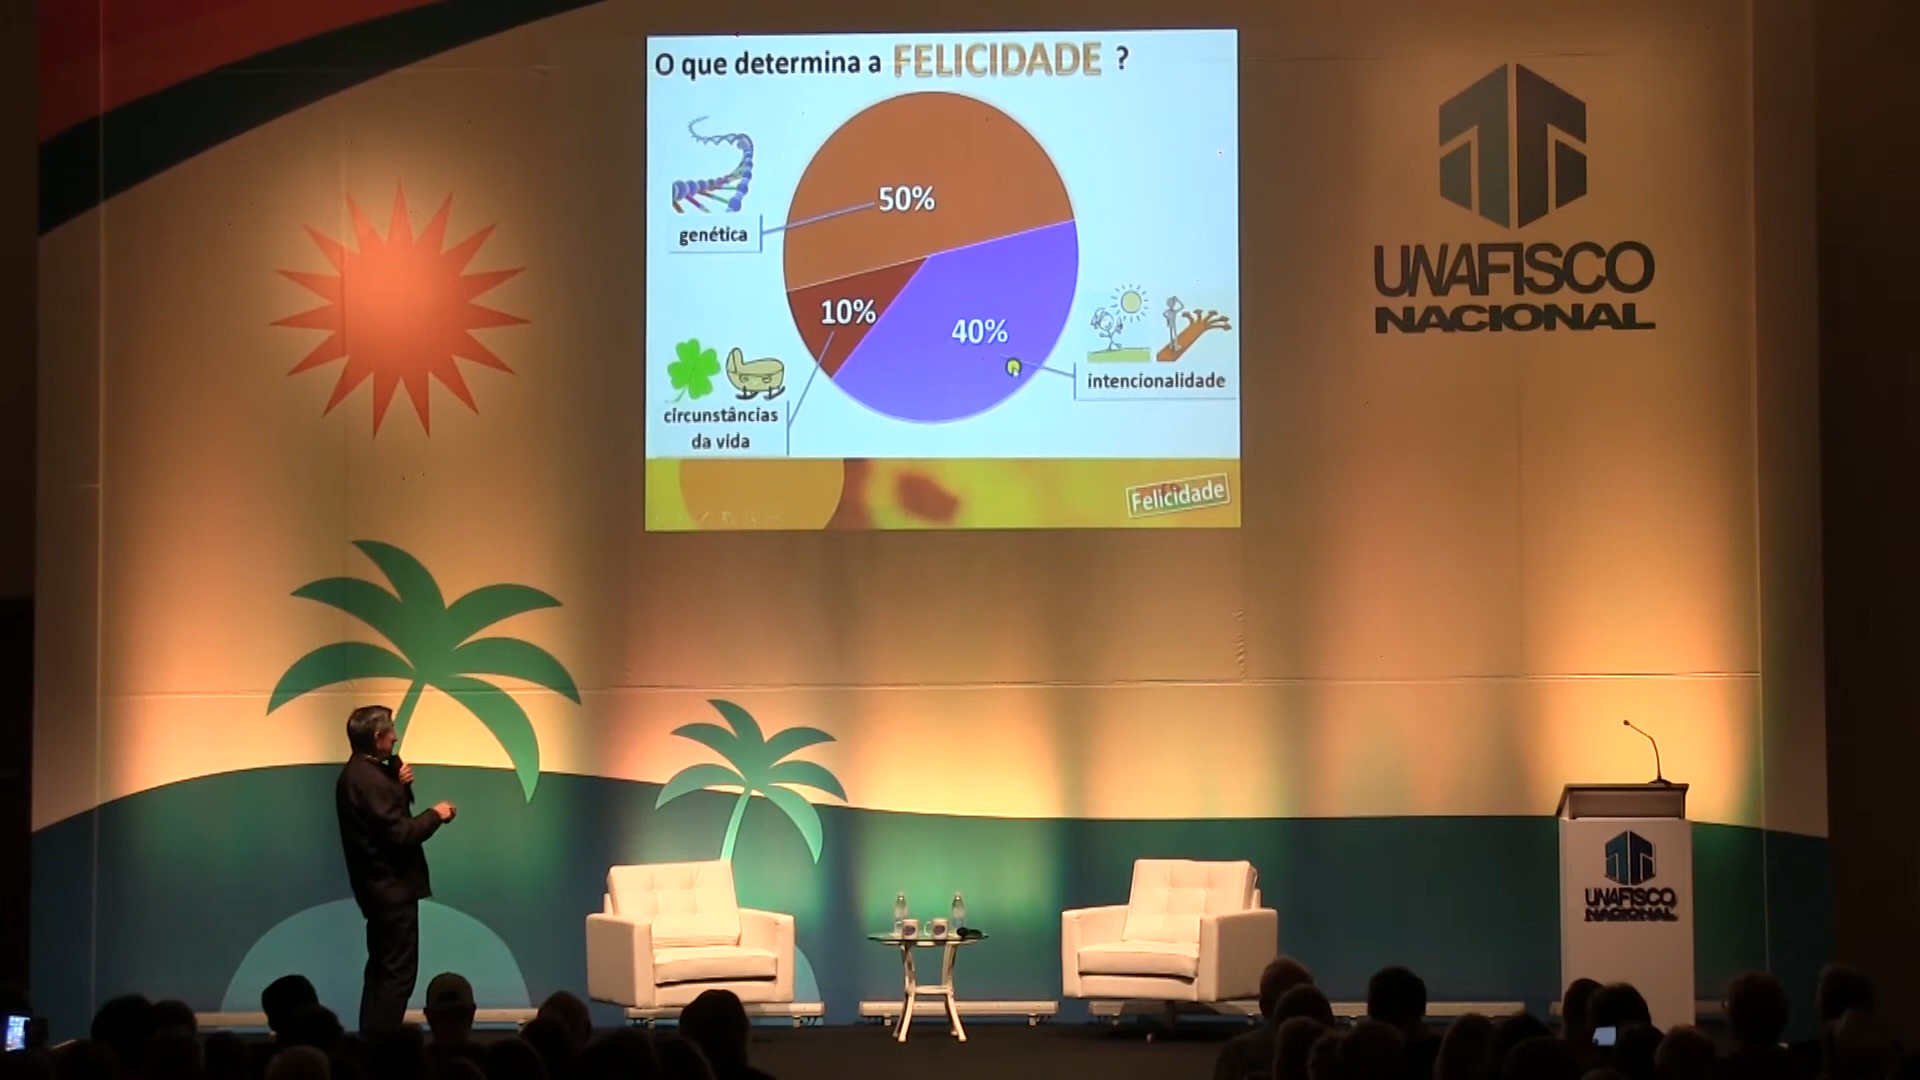 O que determina a FELICIDADE ?
50%
genética
10%
40%
intencionalidade
circunstâncias
da vida
Felicidade
UNAFISCO
NACIONAL
UNAFISCO
NACIONAL